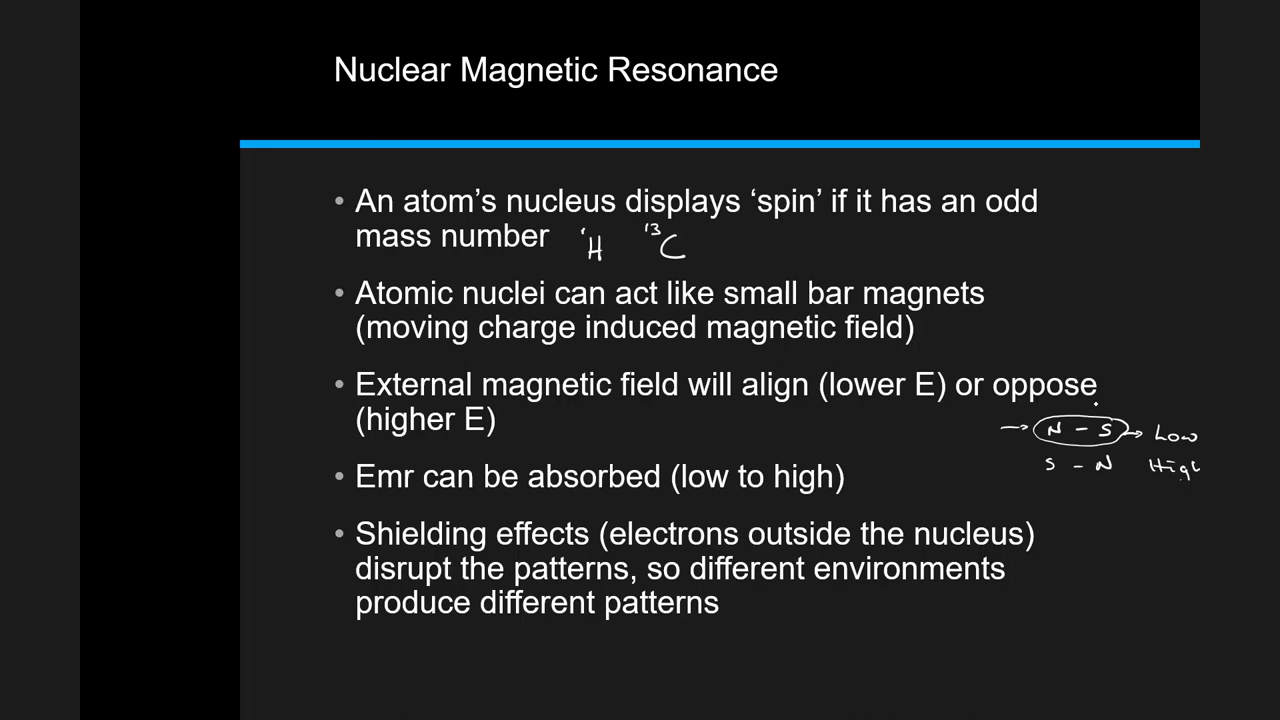 Nuclear Magnetic Resonance
• An atom’s nucleus displays ‘spin’ if it has an odd
mass number ¹H ¹³C
• Atomic nuclei can act like small bar magnets
(moving charge induced magnetic field)
• External magnetic field will align (lower E) or oppose
(higher E)
→ N – S → Low
S – N High
• Emr can be absorbed (low to high)
• Shielding effects (electrons outside the nucleus)
disrupt the patterns, so different environments
produce different patterns